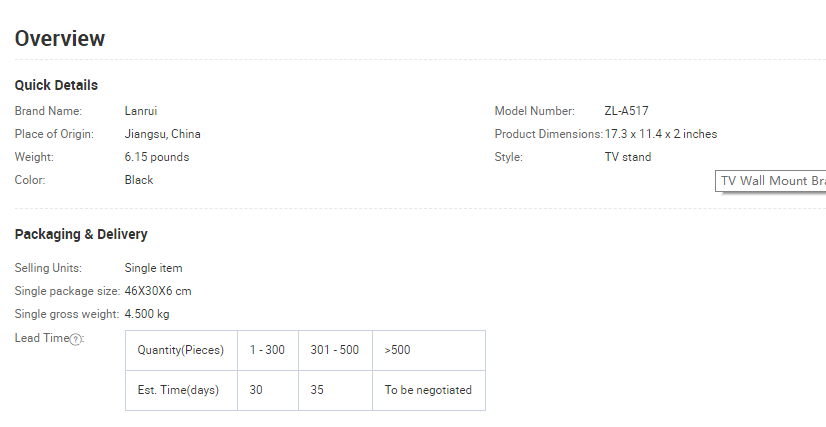 Overview
Quick Details
Brand Name: Lanrui Model Number: ZL-A517
Place of Origin: Jiangsu, China Product Dimensions: 17.3 x 11.4 x 2 inches
Weight: 6.15 pounds Style: TV stand
Color: Black
TV Wall Mount Bra
Packaging & Delivery
Selling Units: Single item
Single package size: 46X30X6 cm
Single gross weight: 4.500 kg
Lead Time(?):
Quantity(Pieces) 1 - 300 301 - 500 >500
Est. Time(days) 30 35 To be negotiated